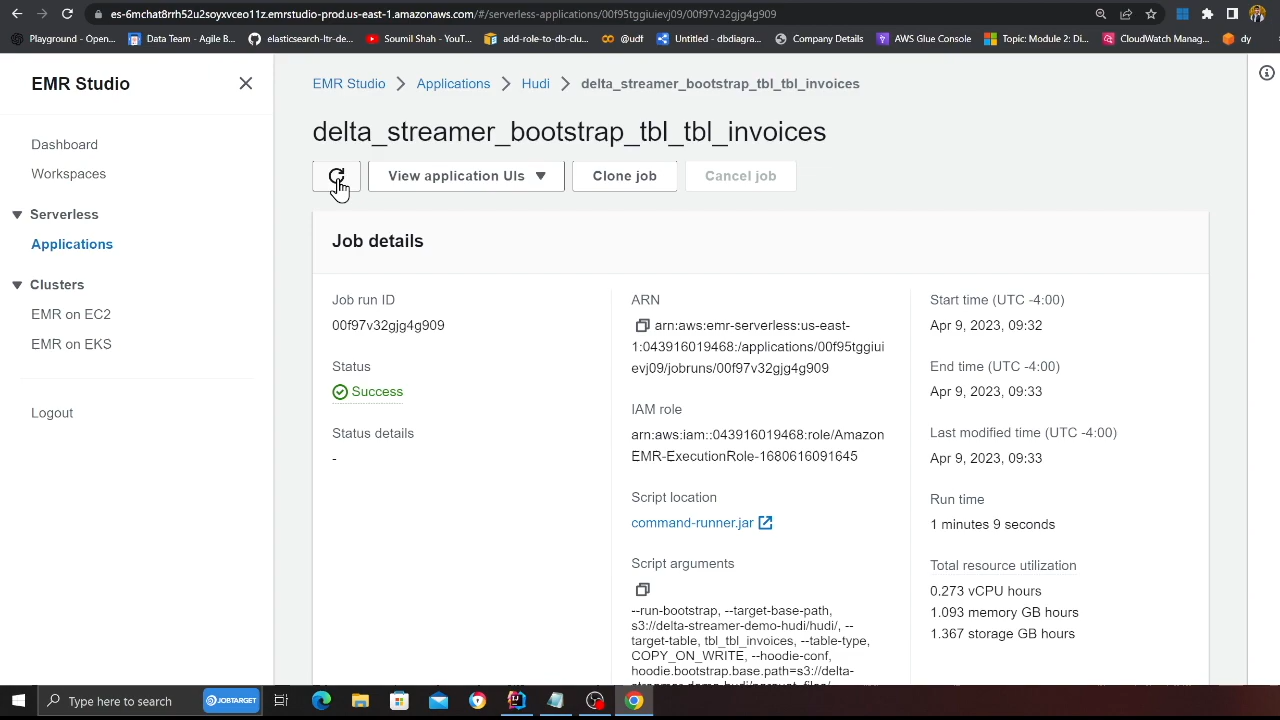 es-6mchat8rrh52u2soyxvceo11z.emrstudio-prod.us-east-1.amazonaws.com/#/serverless-applications/00f95tggiuievj09/00f97v32gjg4g909
Playground - Open...
Data Team - Agile B...
elasticsearch-ltr-de...
Soumil Shah - YouT...
add-role-to-db-clu...
@udf
Untitled - dbdiagra...
Company Details
AWS Glue Console
Topic: Module 2: Di...
CloudWatch Manag...
dy
EMR Studio
Dashboard
Workspaces
Serverless
Applications
Clusters
EMR on EC2
EMR on EKS
Logout
EMR Studio > Applications > Hudi > delta_streamer_bootstrap_tbl_tbl_invoices
delta_streamer_bootstrap_tbl_tbl_invoices
View application UIs
Clone job
Cancel job
Job details
Job run ID
00f97v32gjg4g909
Status
Success
Status details
-
ARN
arn:aws:emr-serverless:us-east-
1:043916019468:/applications/00f95tggiui
evj09/jobruns/00f97v32gjg4g909
IAM role
arn:aws:iam::043916019468:role/Amazon
EMR-ExecutionRole-1680616091645
Script location
command-runner.jar
Script arguments
--run-bootstrap, --target-base-path,
s3://delta-streamer-demo-hudi/hudi/, --
target-table, tbl_tbl_invoices, --table-type,
COPY_ON_WRITE, --hoodie-conf,
hoodie.bootstrap.base.path=s3://delta-
streamer-demo-hudi/parquet_files/
Start time (UTC -4:00)
Apr 9, 2023, 09:32
End time (UTC -4:00)
Apr 9, 2023, 09:33
Last modified time (UTC -4:00)
Apr 9, 2023, 09:33
Run time
1 minutes 9 seconds
Total resource utilization
0.273 vCPU hours
1.093 memory GB hours
1.367 storage GB hours
Type here to search
JOBTARGET